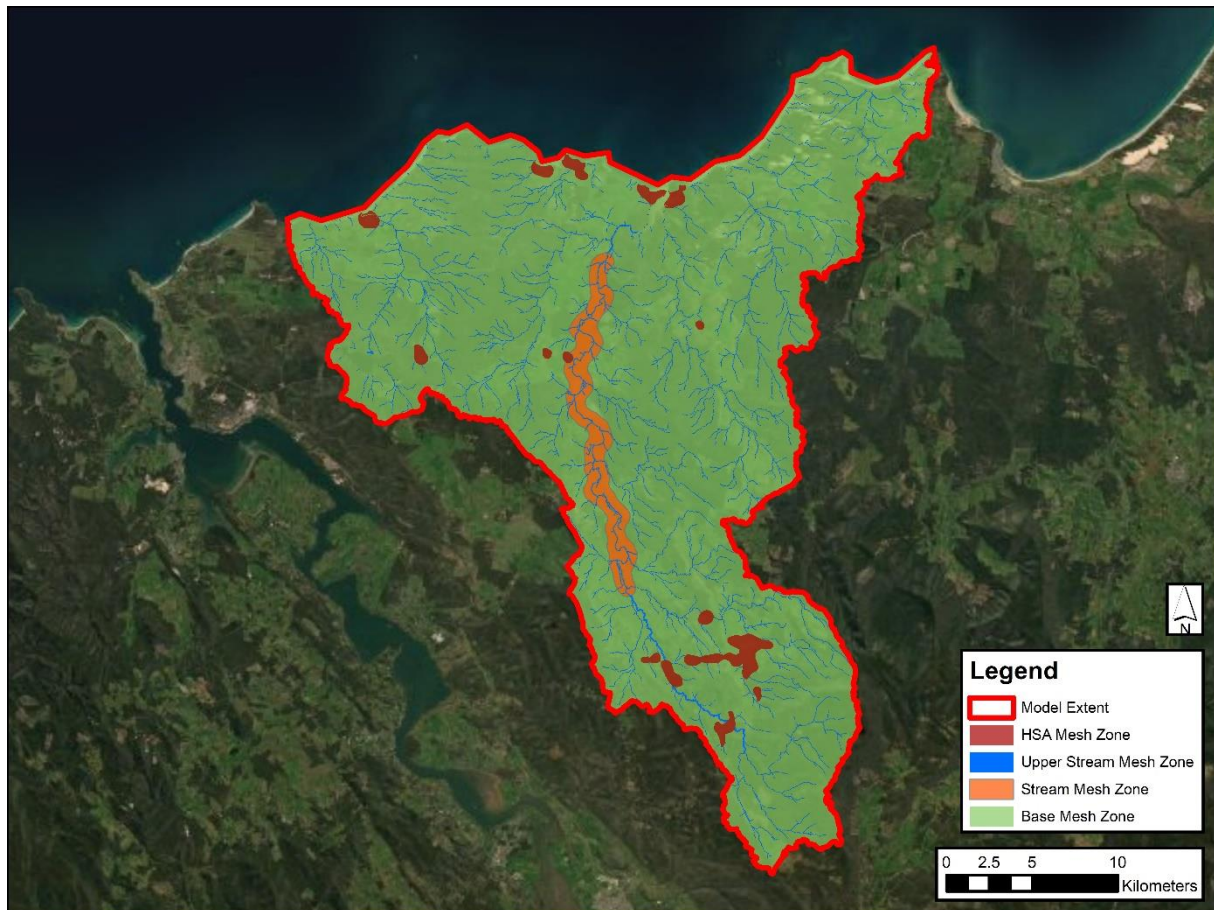 N
Legend
Model Extent
HSA Mesh Zone
Upper Stream Mesh Zone
Stream Mesh Zone
Base Mesh Zone
0 2.5 5 10
Kilometers